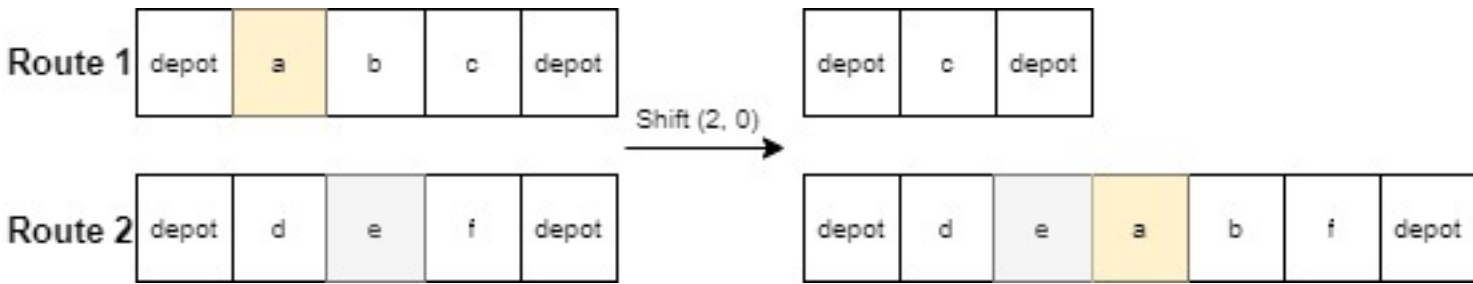 Route 1 depot a b c depot depot c depot
Shift (2, 0)
Route 2 depot d e f depot depot d e a b f depot